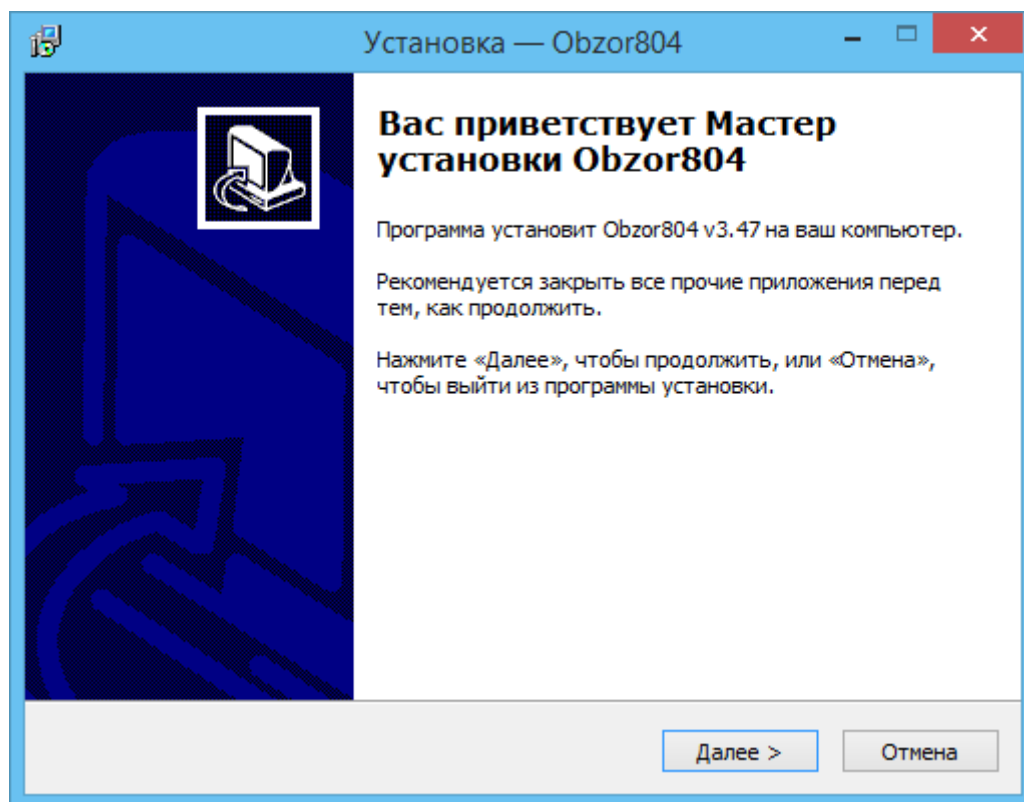 Установка — Obzor804
Вас приветствует Мастер
установки Obzor804
Программа установит Obzor804 v3.47 на ваш компьютер.
Рекомендуется закрыть все прочие приложения перед
тем, как продолжить.
Нажмите «Далее», чтобы продолжить, или «Отмена»,
чтобы выйти из программы установки.
Далее >
Отмена